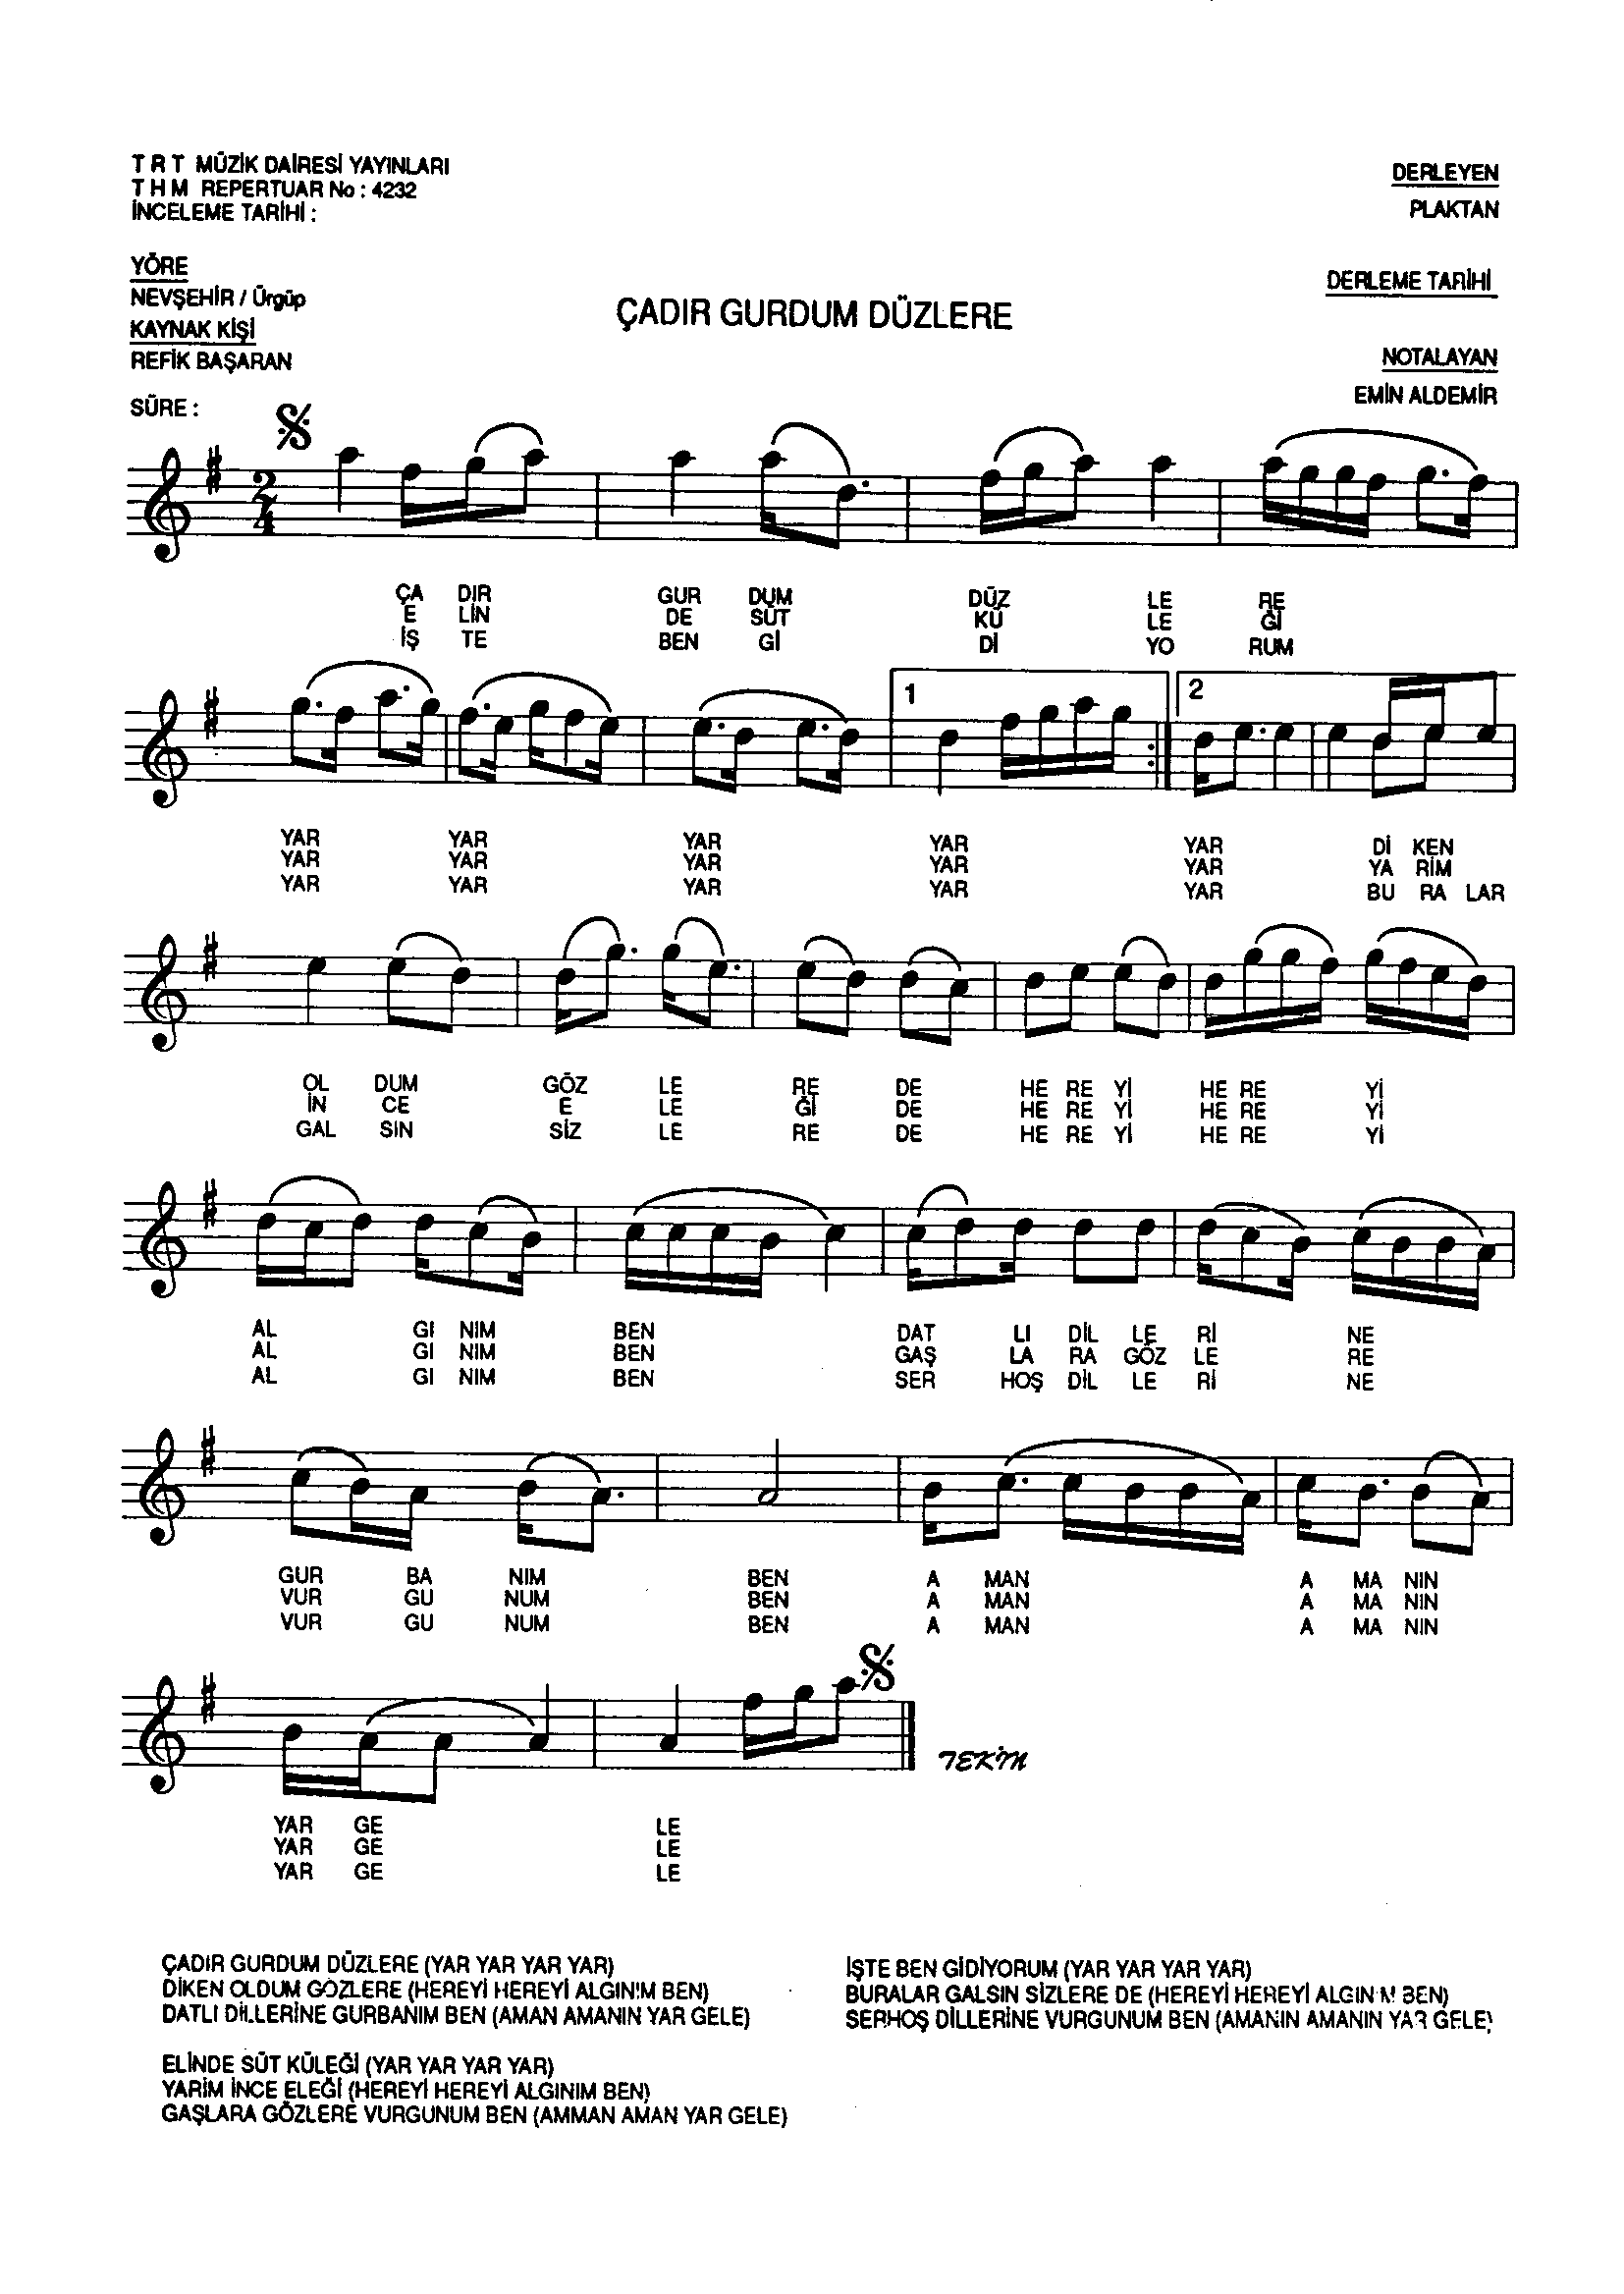 T R T MÜZİK DAİRESİ YAYINLARI
T H M REPERTUAR No : 4232
İNCELEME TARİHİ :
DERLEYEN
PLAKTAN
YÖRE
NEVŞEHİR / Ürgüp
KAYNAK KİŞİ
REFİK BAŞARAN
SÜRE :
ÇADIR GURDUM DÜZLERE
DERLEME TARİHİ
NOTALAYAN
EMİN ALDEMİR
2
4
ÇA DIR GUR DUM DÜZ LE RE
E LİN DE SÜT KÜ LE Ğİ
İŞ TE BEN Gİ Dİ YO RUM
1 2
YAR YAR YAR YAR YAR Dİ KEN
YAR YAR YAR YAR YAR YA RİM
YAR YAR YAR YAR YAR BU RA LAR
OL DUM GÖZ LE RE DE HE RE Yİ HE RE Yİ
İN CE E LE Ğİ DE HE RE Yİ HE RE Yİ
GAL SIN SİZ LE RE DE HE RE Yİ HE RE Yİ
AL GI NIM BEN DAT LI DİL LE Rİ NE
AL GI NIM BEN GAŞ LA RA GÖZ LE RE
AL GI NIM BEN SER HOŞ DİL LE Rİ NE
GUR BA NIM BEN A MAN A MA NIN
VUR GU NUM BEN A MAN A MA NIN
VUR GU NUM BEN A MAN A MA NIN
TEKİN
YAR GE LE
YAR GE LE
YAR GE LE
ÇADIR GURDUM DÜZLERE (YAR YAR YAR YAR)
DİKEN OLDUM GÖZLERE (HEREYİ HEREYİ ALGINIM BEN)
DATLI DİLLERİNE GURBANIM BEN (AMAN AMANIN YAR GELE)
ELİNDE SÜT KÜLEĞİ (YAR YAR YAR YAR)
YARİM İNCE ELEĞİ (HEREYİ HEREYİ ALGINIM BEN)
GAŞLARA GÖZLERE VURGUNUM BEN (AMMAN AMAN YAR GELE)
İŞTE BEN GİDİYORUM (YAR YAR YAR YAR)
BURALAR GALSIN SİZLERE DE (HEREYİ HEREYİ ALGINIM BEN)
SERHOŞ DİLLERİNE VURGUNUM BEN (AMANIN AMANIN YAR GELE)